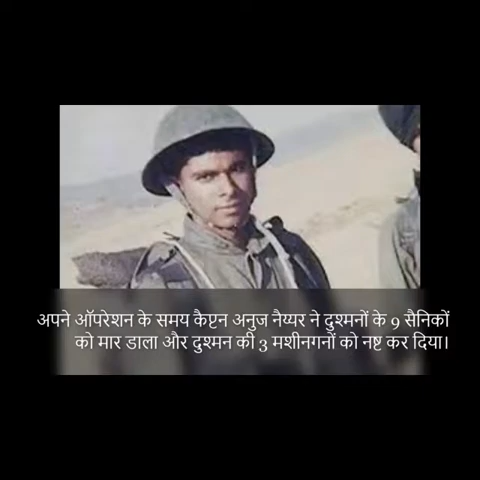 अपने ऑपरेशन के समय कैप्टन अनुज नैय्यर ने दुश्मनों के 9 सैनिकों
को मार डाला और दुश्मन की 3 मशीनगनों को नष्ट कर दिया।